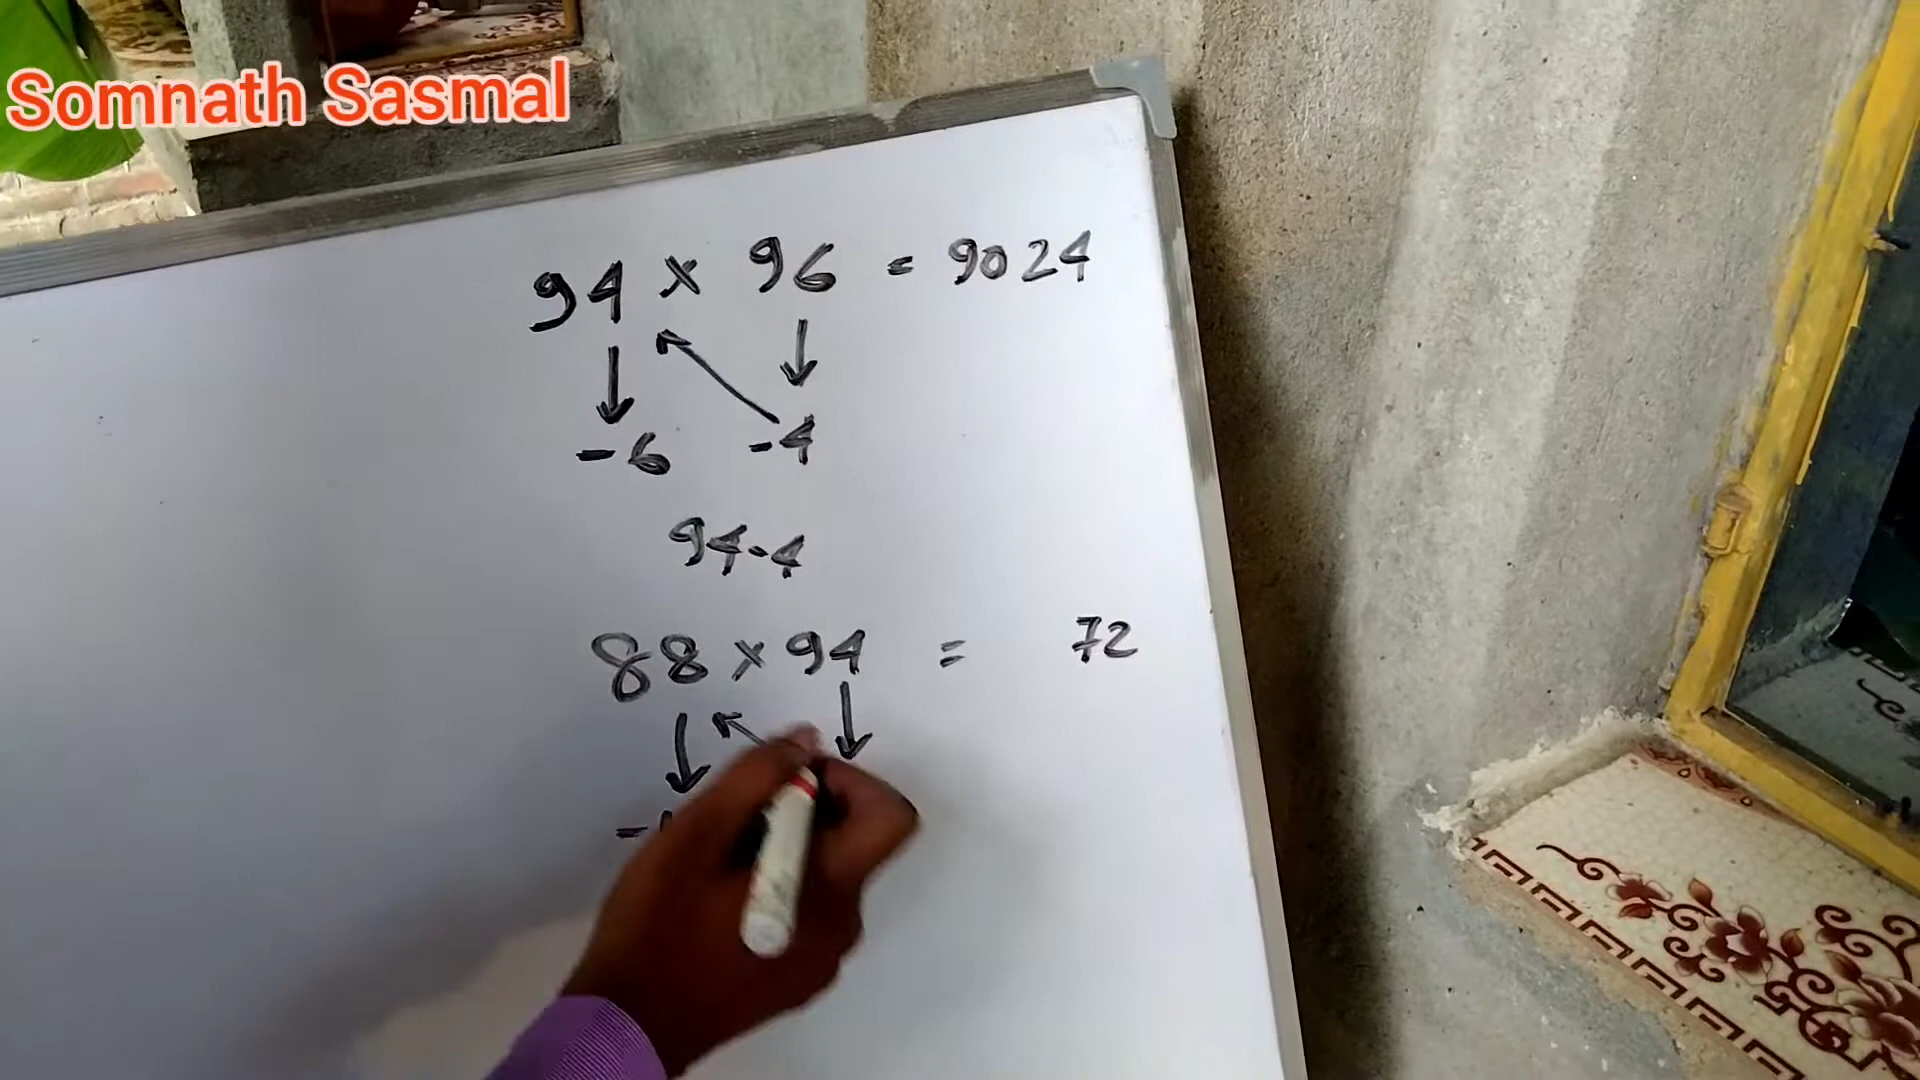 Somnath Sasmal
94 × 96 = 9024
-6 -4
94-4
88 × 94 = 72
-